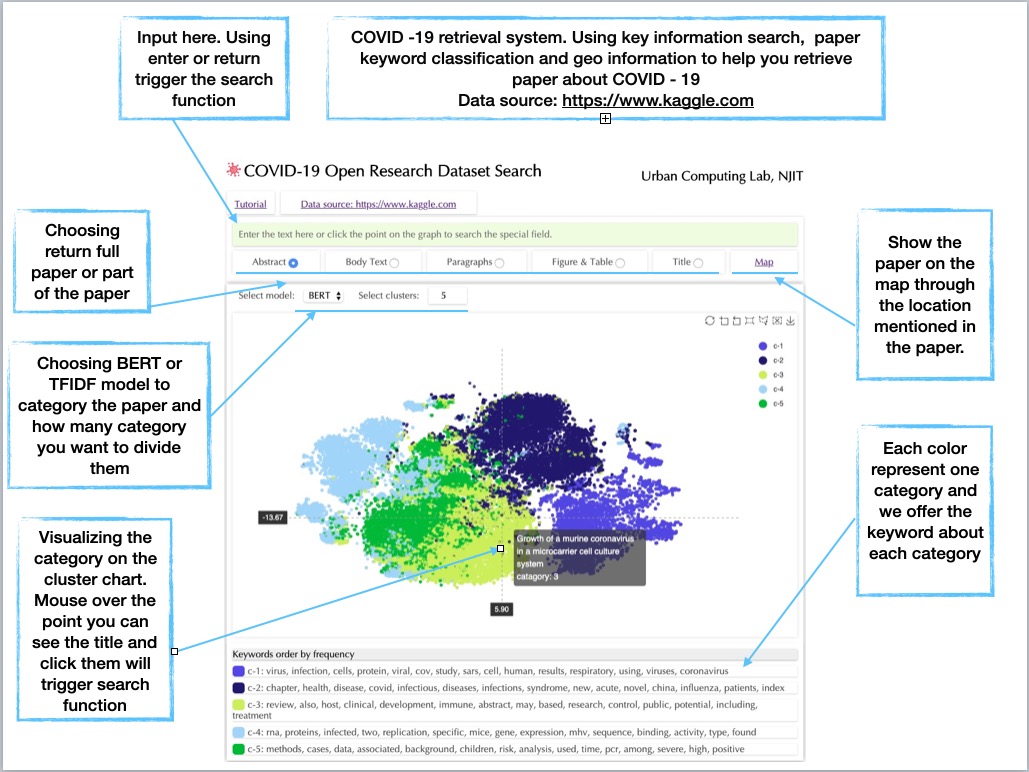 Input here. Using
enter or return
trigger the search
function
COVID -19 retrieval system. Using key information search, paper
keyword classification and geo information to help you retrieve
paper about COVID - 19
Data source: https://www.kaggle.com
COVID-19 Open Research Dataset Search
Urban Computing Lab, NJIT
Tutorial
Data source: https://www.kaggle.com
Enter the text here or click the point on the graph to search the special field.
Abstract
Body Text
Paragraphs
Figure & Table
Title
Map
Select model:
BERT
Select clusters:
5
Choosing
return full
paper or part
of the paper
Show the
paper on the
map through
the location
mentioned in
the paper.
Choosing BERT or
TFIDF model to
category the paper and
how many category
you want to divide
them
c-1
c-2
c-3
c-4
c-5
Each color
represent one
category and
we offer the
keyword about
each category
-13.67
Growth of a murine coronavirus
in a microcarrier cell culture
system
catagory: 3
5.90
Visualizing the
category on the
cluster chart.
Mouse over the
point you can
see the title and
click them will
trigger search
function
Keywords order by frequency
c-1: virus, infection, cells, protein, viral, cov, study, sars, cell, human, results, respiratory, using, viruses, coronavirus
c-2: chapter, health, disease, covid, infectious, diseases, infections, syndrome, new, acute, novel, china, influenza, patients, index
c-3: review, also, host, clinical, development, immune, abstract, may, based, research, control, public, potential, including,
treatment
c-4: rna, proteins, infected, two, replication, specific, mice, gene, expression, mhv, sequence, binding, activity, type, found
c-5: methods, cases, data, associated, background, children, risk, analysis, used, time, pcr, among, severe, high, positive